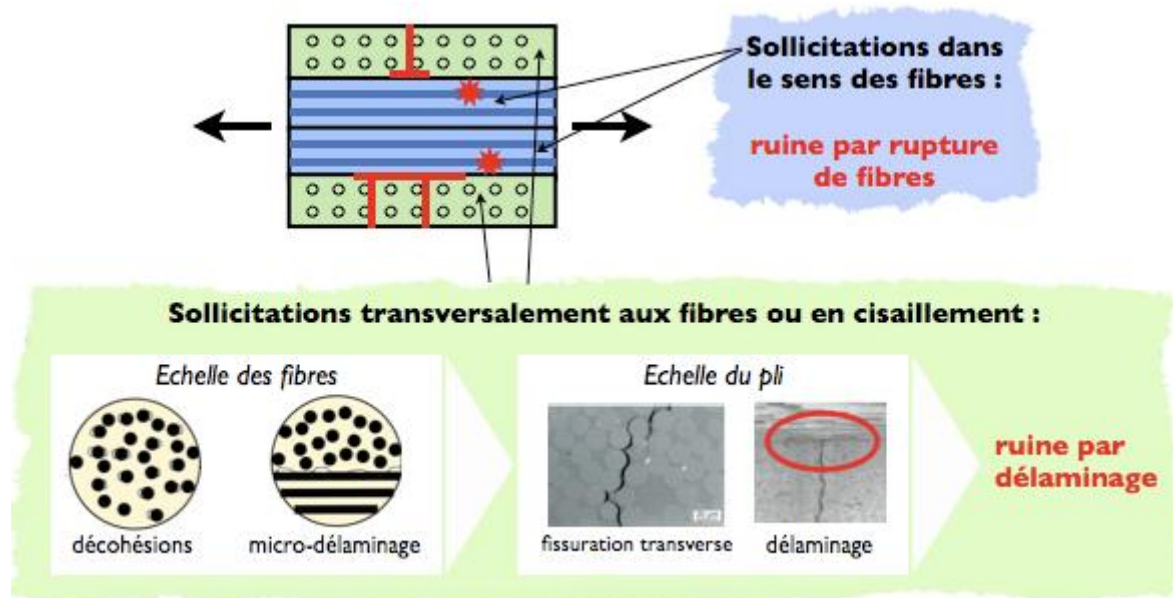 Sollicitations dans
le sens des fibres :
ruine par rupture
de fibres
Sollicitations transversalement aux fibres ou en cisaillement :
Echelle des fibres
Echelle du pli
décohésions
micro-délaminage
fissuration transverse
délaminage
ruine par
délaminage